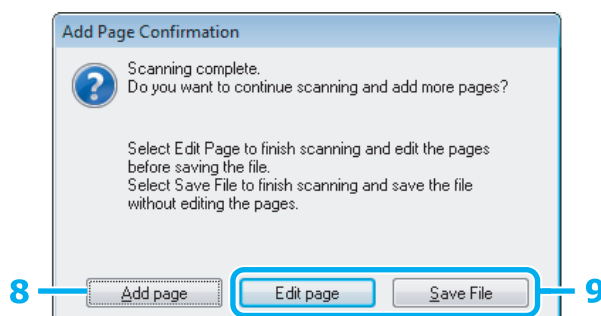 Add Page Confirmation
Scanning complete.
Do you want to continue scanning and add more pages?
Select Edit Page to finish scanning and edit the pages
before saving the file.
Select Save File to finish scanning and save the file
without editing the pages.
8 Add page Edit page Save File 9